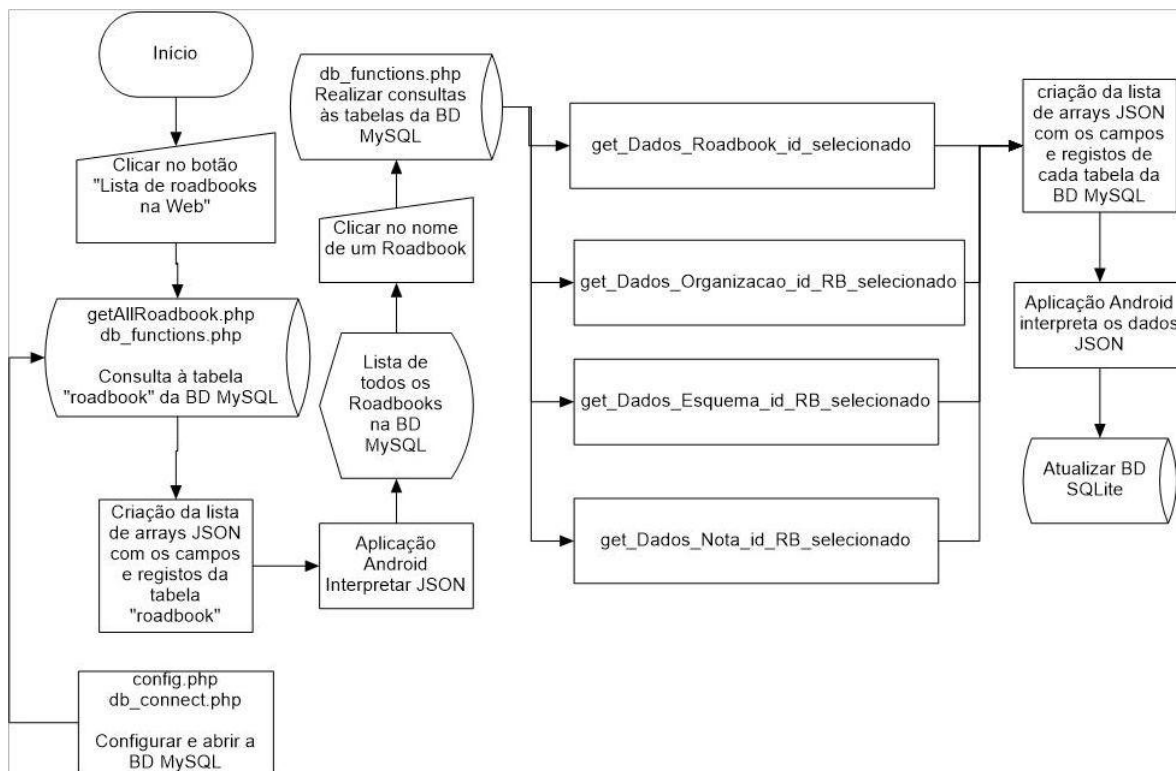 Início
Clicar no botão
"Lista de roadbooks
na Web"
getAllRoadbook.php
db_functions.php
Consulta à tabela
"roadbook" da BD MySQL
Criação da lista
de arrays JSON
com os campos
e registos da
tabela
"roadbook"
config.php
db_connect.php
Configurar e abrir a
BD MySQL
Aplicação
Android
Interpretar JSON
Lista de
todos os
Roadbooks
na BD
MySQL
Clicar no nome
de um Roadbook
db_functions.php
Realizar consultas
às tabelas da BD
MySQL
get_Dados_Roadbook_id_selecionado
get_Dados_Organizacao_id_RB_selecionado
get_Dados_Esquema_id_RB_selecionado
get_Dados_Nota_id_RB_selecionado
criação da lista
de arrays JSON
com os campos
e registos de
cada tabela da
BD MySQL
Aplicação Android
interpreta os dados
JSON
Atualizar BD
SQLite